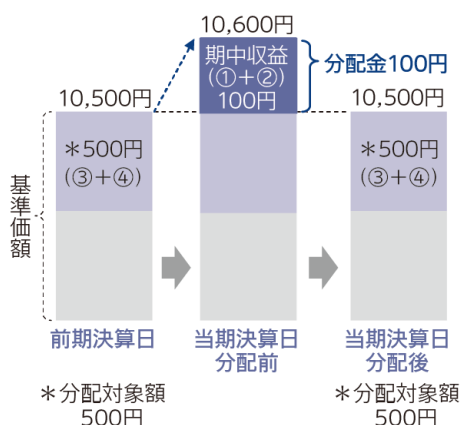 10,600円
期中収益
(①+②)
100円
分配金100円
10,500円
10,500円
基準価額
*500円
(③+④)
*500円
(③+④)
前期決算日
当期決算日
分配前
当期決算日
分配後
*分配対象額
500円
*分配対象額
500円